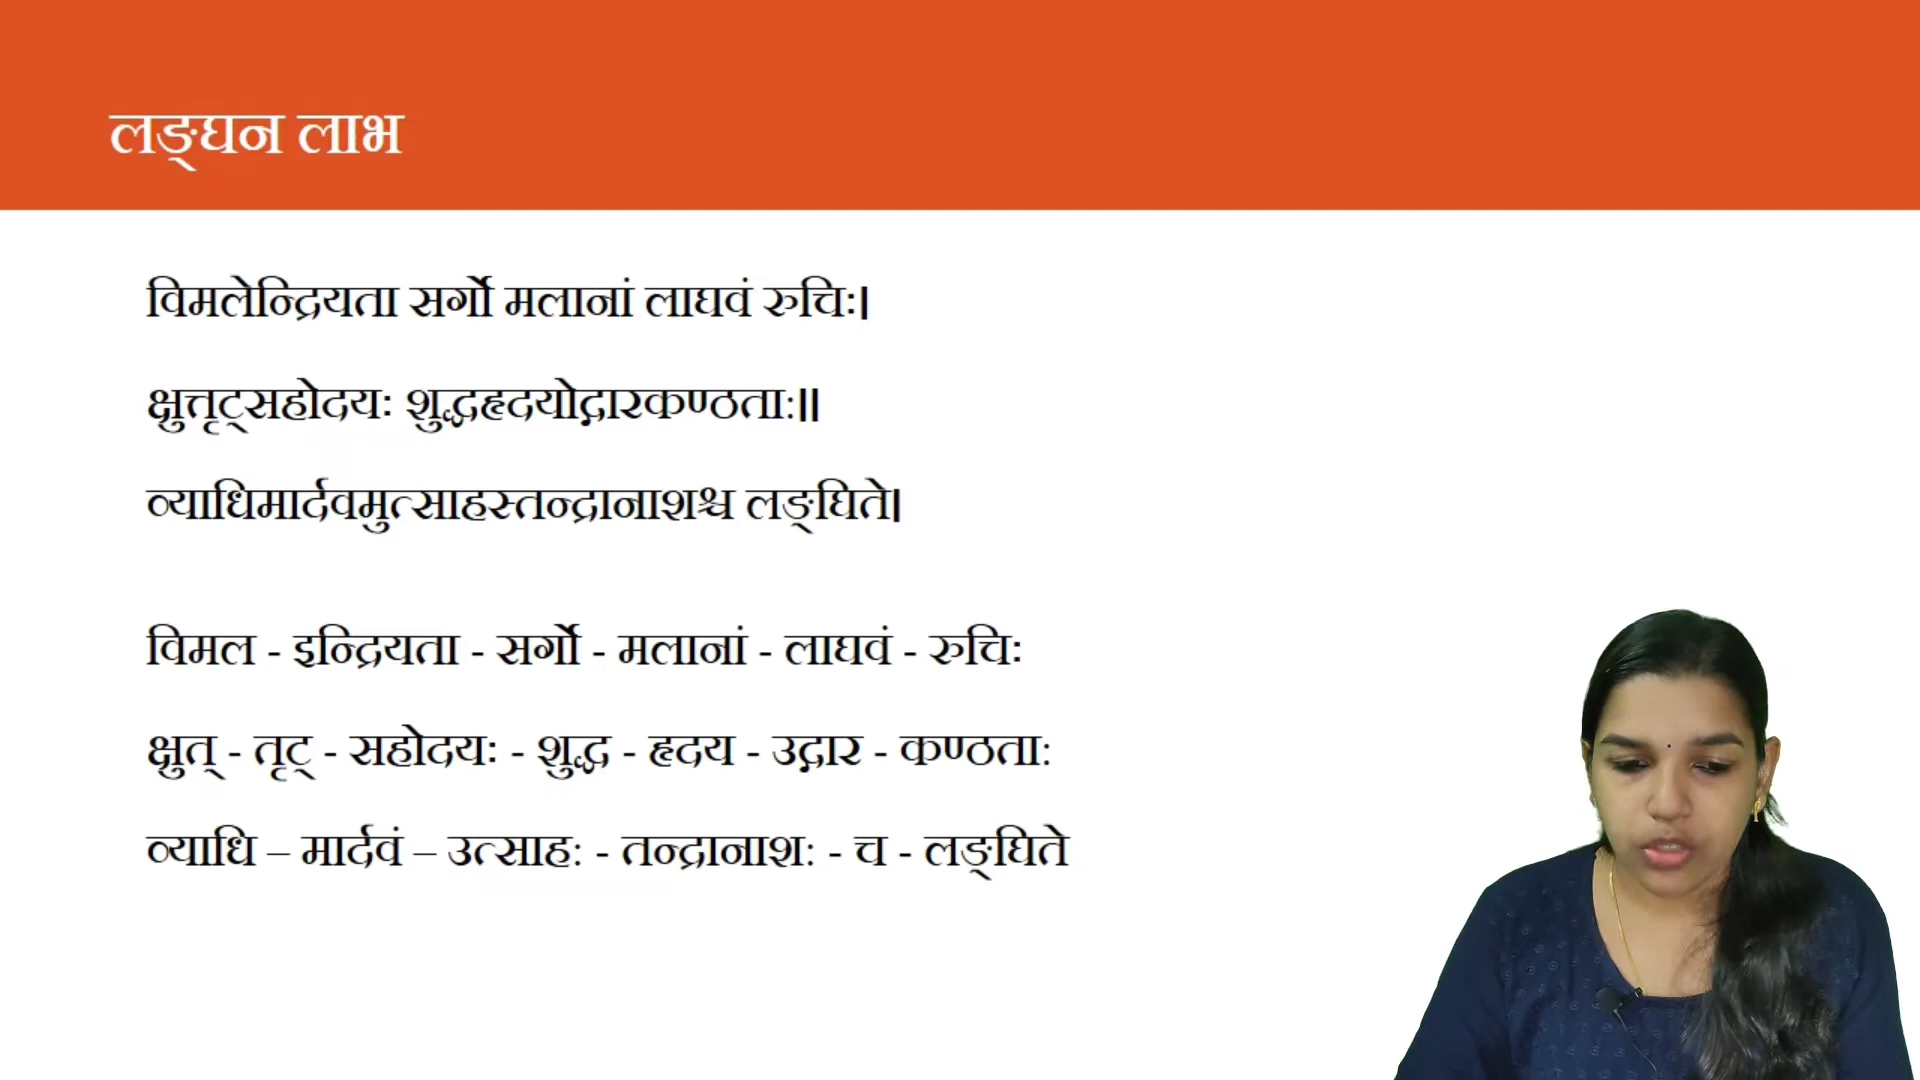 लङ्घन लाभ
विमलेन्द्रियता सर्गो मलानां लाघवं रुचिः।
क्षुत्तृट्सहोदयः शुद्धहृदयोद्गारकण्ठताः॥
व्याधिमार्दवमुत्साहस्तन्द्रानाशश्च लङ्घिते।
विमल - इन्द्रियता - सर्गो - मलानां - लाघवं - रुचिः
क्षुत् - तृट् - सहोदयः - शुद्ध - हृदय - उद्गार - कण्ठताः
व्याधि – मार्दवं – उत्साहः - तन्द्रानाशः - च - लङ्घिते